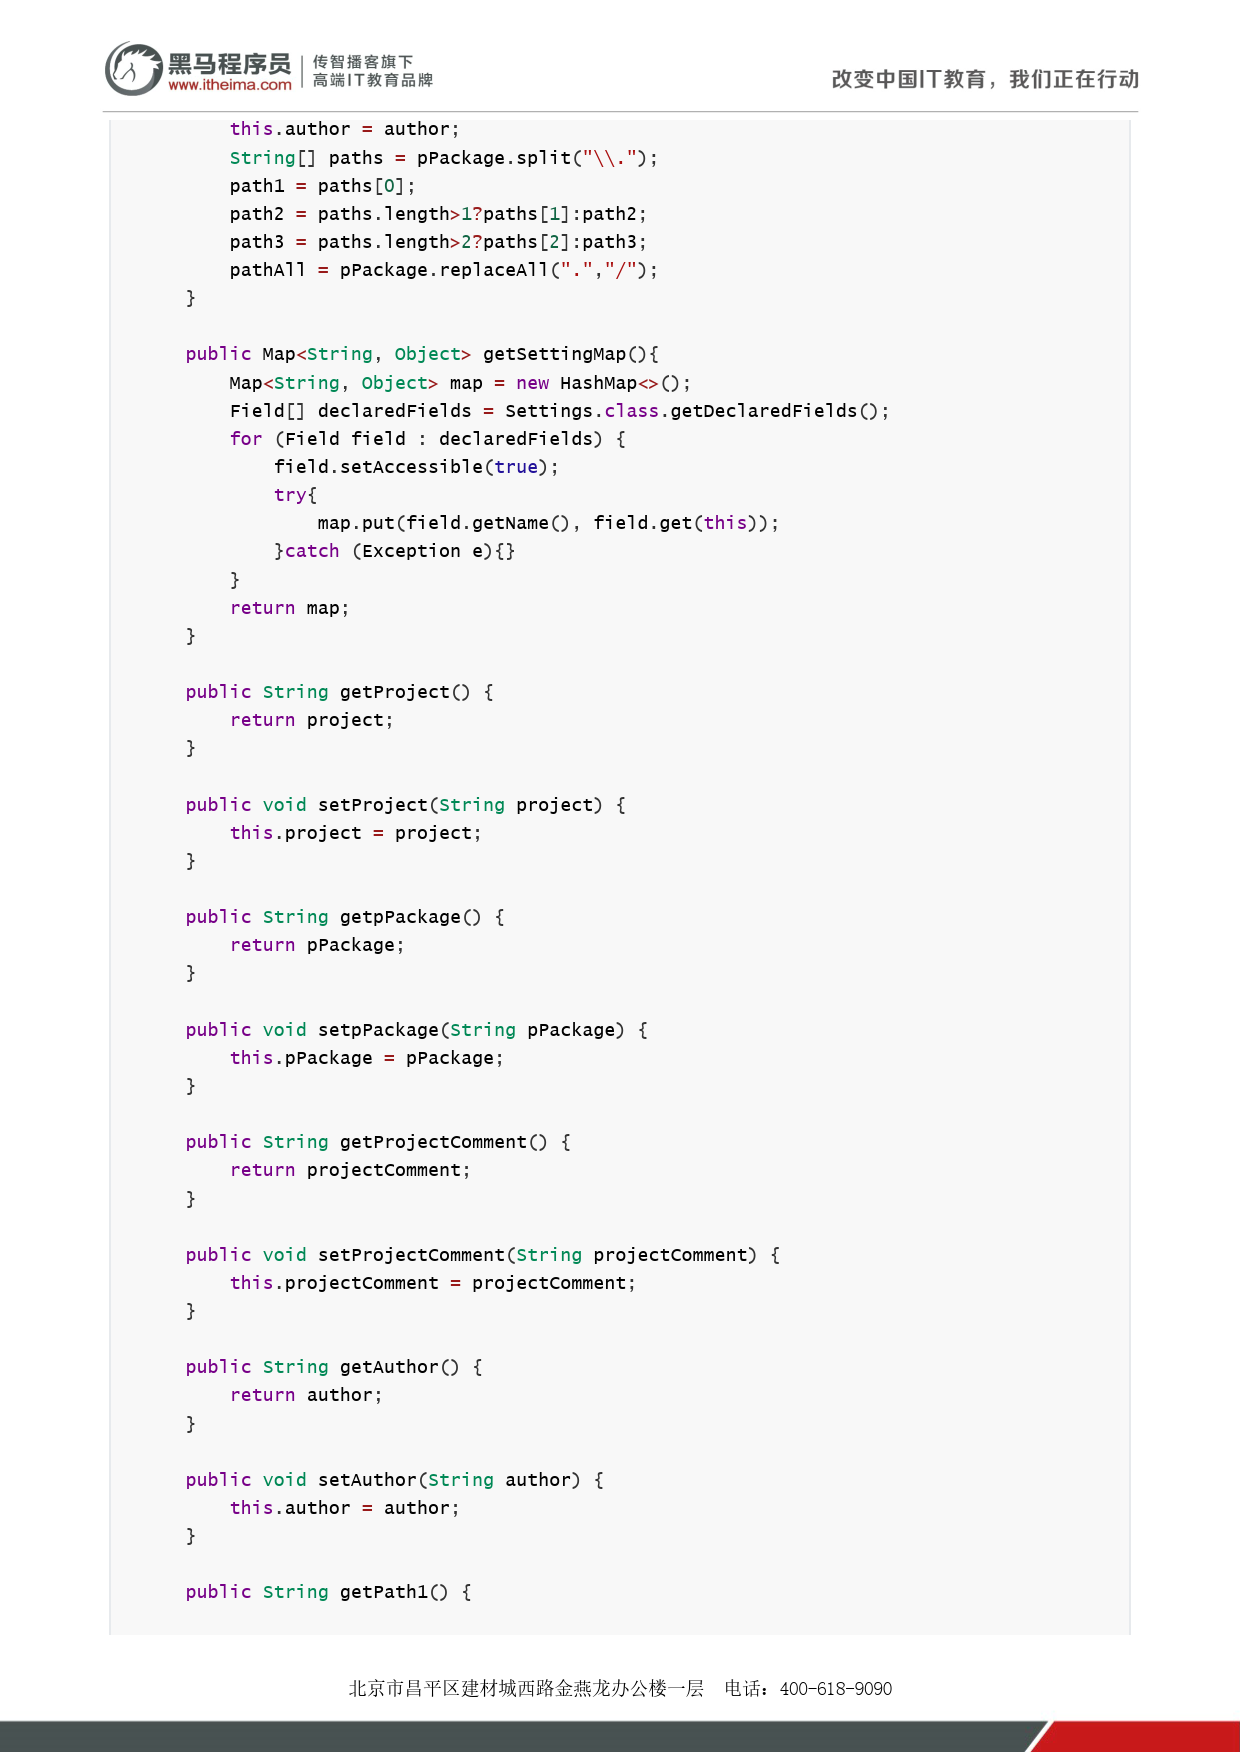 黑马程序员
www.itheima.com
传智播客旗下
高端IT教育品牌
改变中国IT教育，我们正在行动
        this.author = author;
        String[] paths = pPackage.split("\\.");
        path1 = paths[0];
        path2 = paths.length>1?paths[1]:path2;
        path3 = paths.length>2?paths[2]:path3;
        pathAll = pPackage.replaceAll(".","/");
    }

    public Map<String, Object> getSettingMap(){
        Map<String, Object> map = new HashMap<>();
        Field[] declaredFields = Settings.class.getDeclaredFields();
        for (Field field : declaredFields) {
            field.setAccessible(true);
            try{
                map.put(field.getName(), field.get(this));
            }catch (Exception e){}
        }
        return map;
    }

    public String getProject() {
        return project;
    }

    public void setProject(String project) {
        this.project = project;
    }

    public String getpPackage() {
        return pPackage;
    }

    public void setpPackage(String pPackage) {
        this.pPackage = pPackage;
    }

    public String getProjectComment() {
        return projectComment;
    }

    public void setProjectComment(String projectComment) {
        this.projectComment = projectComment;
    }

    public String getAuthor() {
        return author;
    }

    public void setAuthor(String author) {
        this.author = author;
    }

    public String getPath1() {
北京市昌平区建材城西路金燕龙办公楼一层 电话：400-618-9090